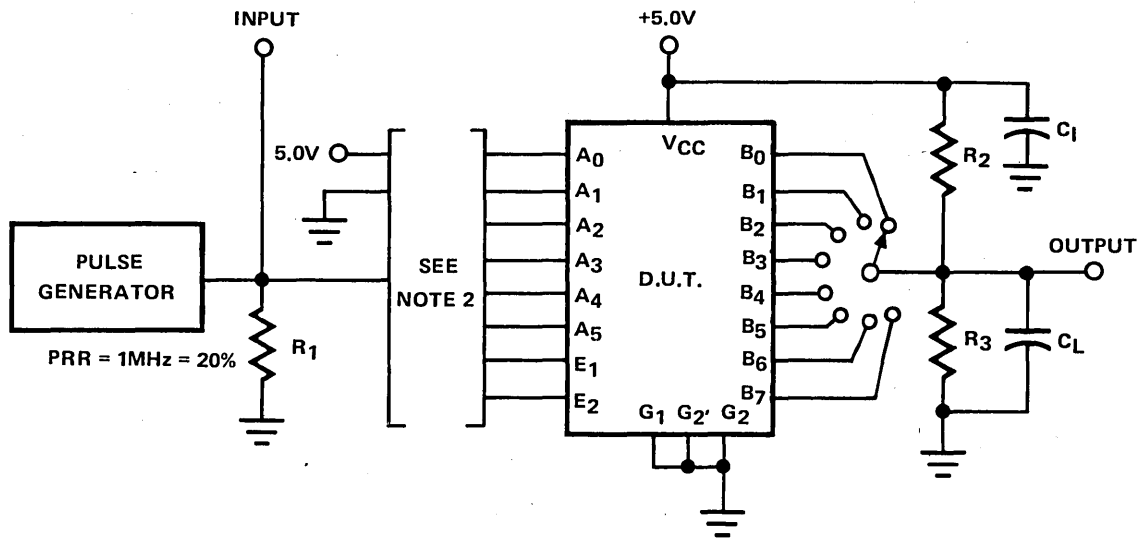 INPUT
+5.0V
5.0V
SEE
NOTE 2
PULSE
GENERATOR
PRR = 1MHz = 20%
R1
A0
A1
A2
A3
A4
A5
E1
E2
VCC
D.U.T.
G1 G2' G2
B0
B1
B2
B3
B4
B5
B6
B7
R2
CI
OUTPUT
R3
CL